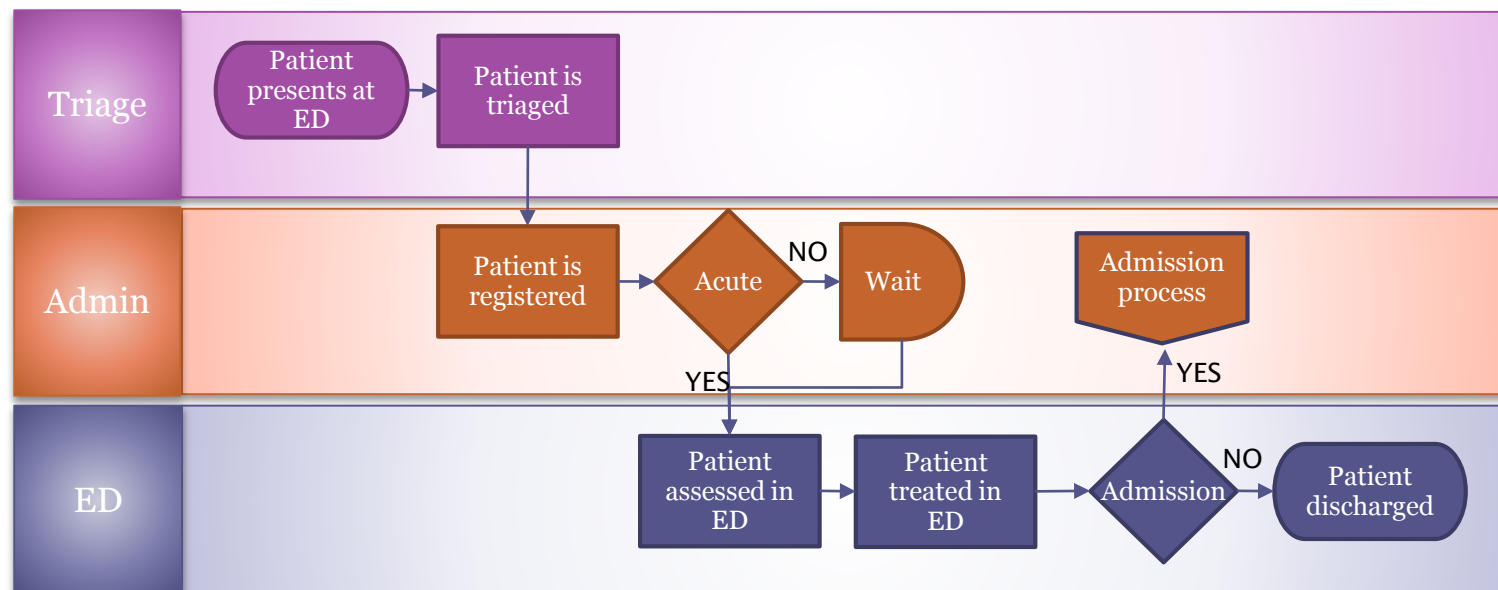 Triage
Patient
presents at
ED
Patient is
triaged
Admin
Patient is
registered
Acute
NO
Wait
YES
Admission
process
YES
ED
Patient
assessed in
ED
Patient
treated in
ED
Admission
NO
Patient
discharged